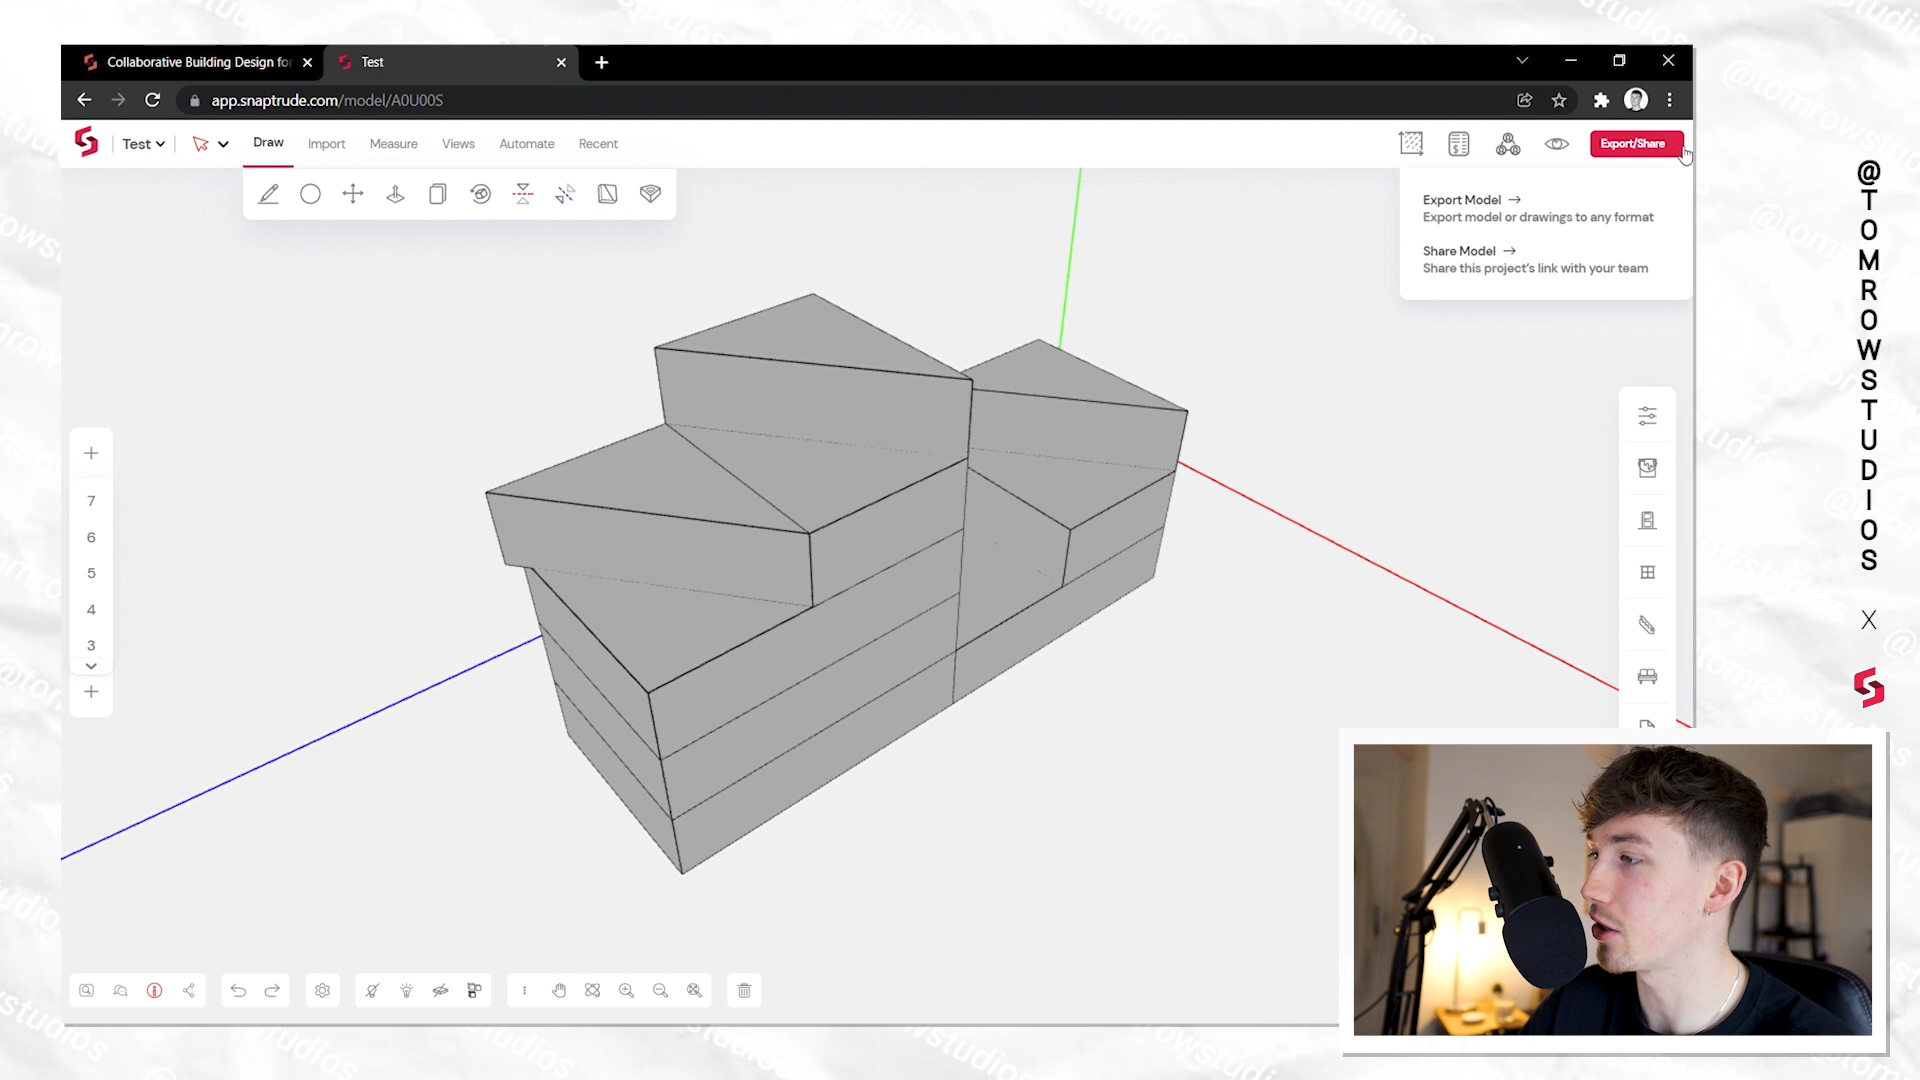 Collaborative Building Design for
Test
app.snaptrude.com/model/A0U00S
Test
Draw
Import
Measure
Views
Automate
Recent
Export/Share
Export Model →
Export model or drawings to any format
Share Model →
Share this project's link with your team
7
6
5
4
3
@TOMROWSTUDIOS
X